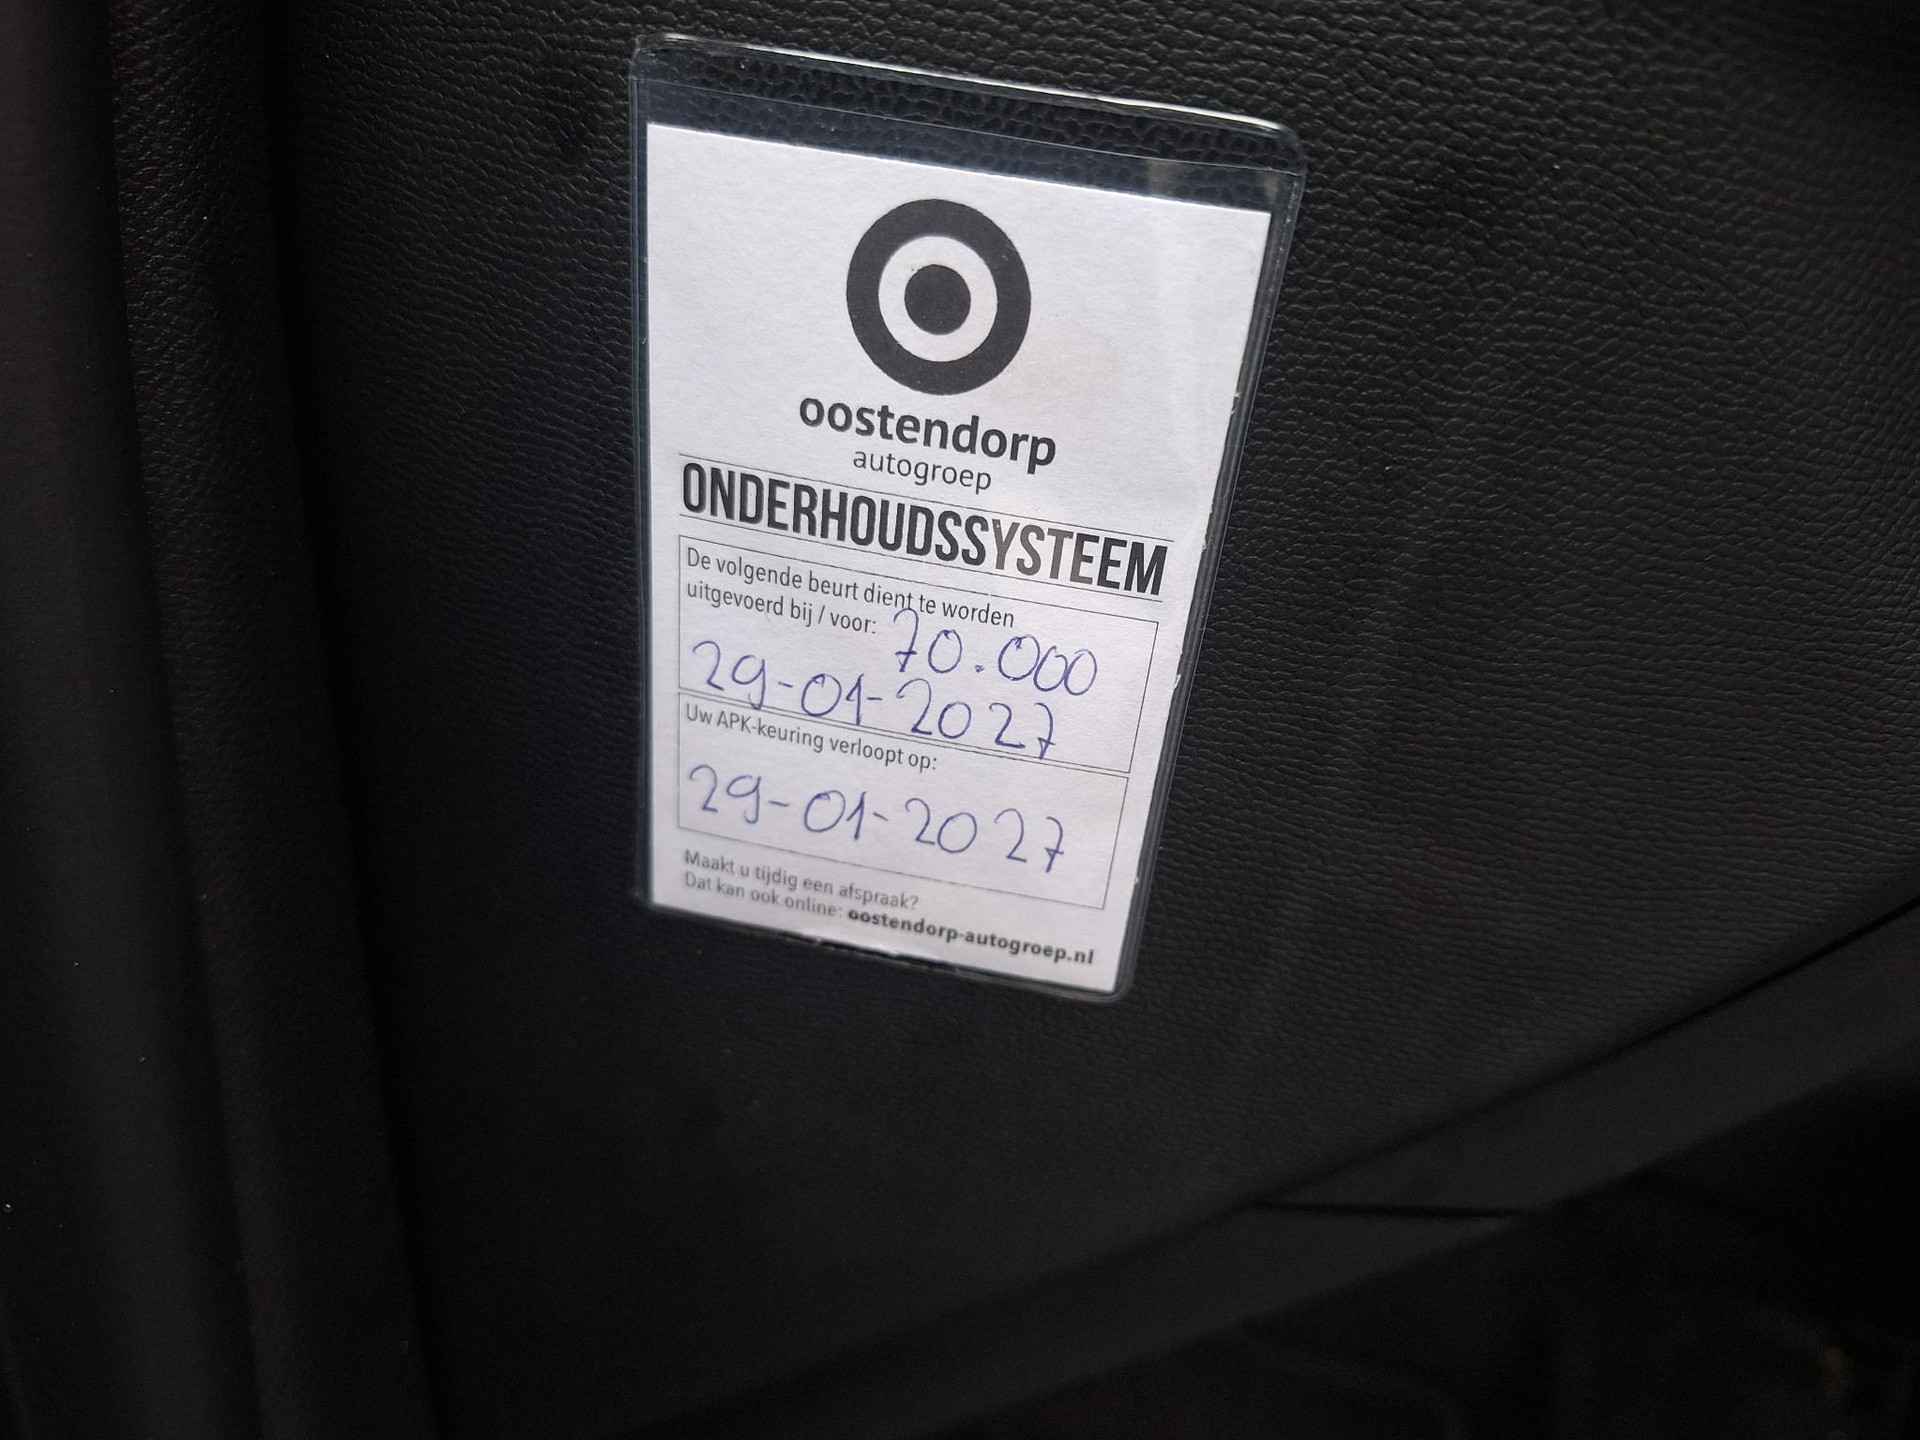 oostendorp
autogroep
ONDERHOUDSSYSTEEM
De volgende beurt dient te worden
uitgevoerd bij / voor: 70.000
29-01-2027
Uw APK-keuring verloopt op:
29-01-2027
Maakt u tijdig een afspraak?
Dat kan ook online: oostendorp-autogroep.nl